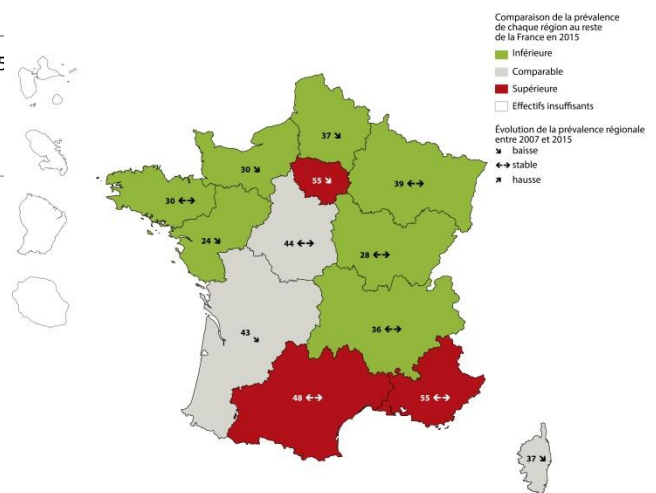 Comparaison de la prévalence
de chaque région au reste
de la France en 2015
Inférieure
Comparable
Supérieure
Effectifs insuffisants
Évolution de la prévalence régionale
entre 2007 et 2015
↘ baisse
↔ stable
↗ hausse
37 ↘
30 ↘
55 ↘
39 ↔
30 ↔
24 ↘
44 ↔
28 ↔
43 ↘
36 ↔
48 ↔
55 ↔
37 ↘